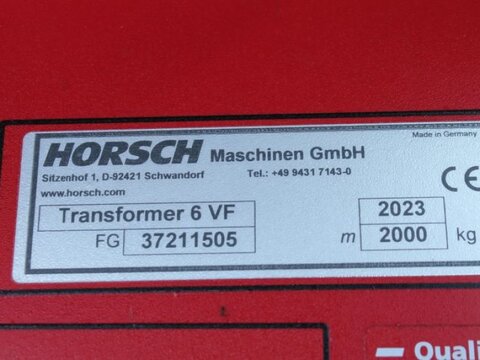 HORSCH Maschinen GmbH
Made in Germany
Sitzenhof 1, D-92421 Schwandorf Tel.: +49 9431 7143-0
www.horsch.com
CE
Transformer 6 VF 2023
FG 37211505 m 2000 kg